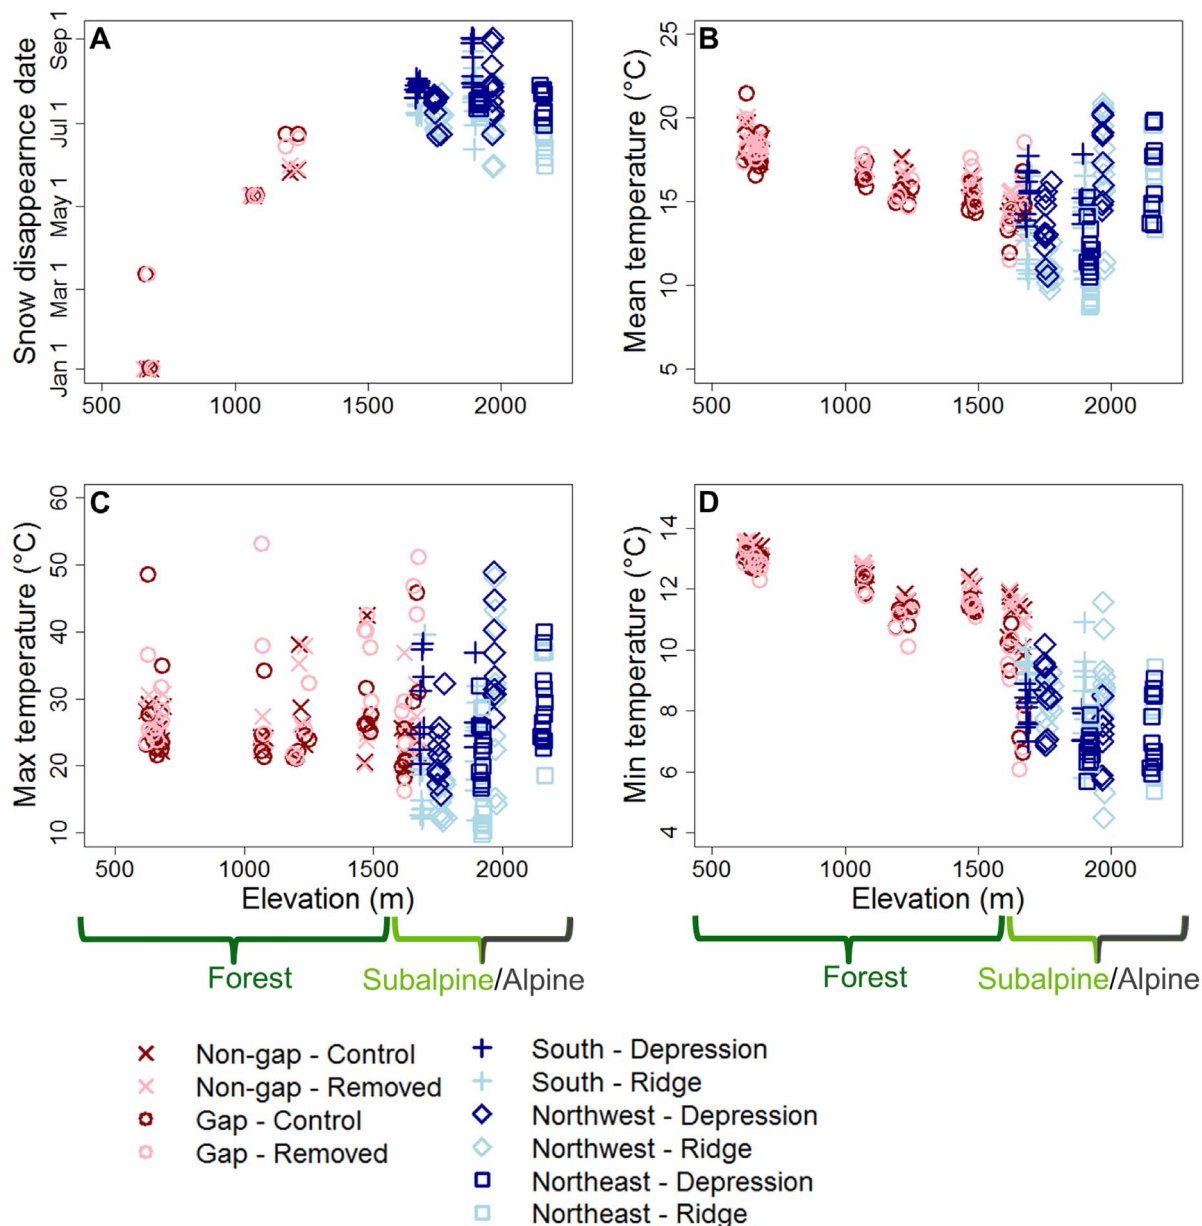 A
Snow disappearnce date
Jan 1 Mar 1 May 1 Jul 1 Sep 1
500 1000 1500 2000
B
Mean temperature (°C)
5 10 15 20 25
500 1000 1500 2000
C
Max temperature (°C)
10 20 30 40 50 60
500 1000 1500 2000
Elevation (m)
D
Min temperature (°C)
4 6 8 10 12 14
500 1000 1500 2000
Elevation (m)
Forest Subalpine/Alpine
Forest Subalpine/Alpine
Non-gap - Control
Non-gap - Removed
Gap - Control
Gap - Removed
South - Depression
South - Ridge
Northwest - Depression
Northwest - Ridge
Northeast - Depression
Northeast - Ridge